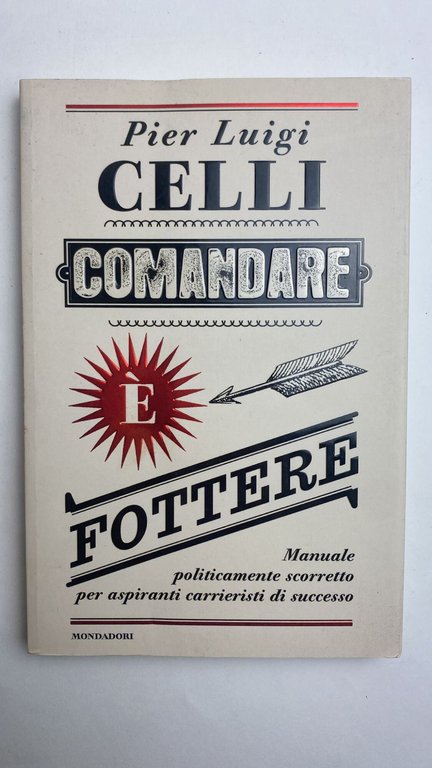 Pier Luigi
CELLI
COMANDARE
È
FOTTERE
Manuale
politicamente scorretto
per aspiranti carrieristi di successo
MONDADORI